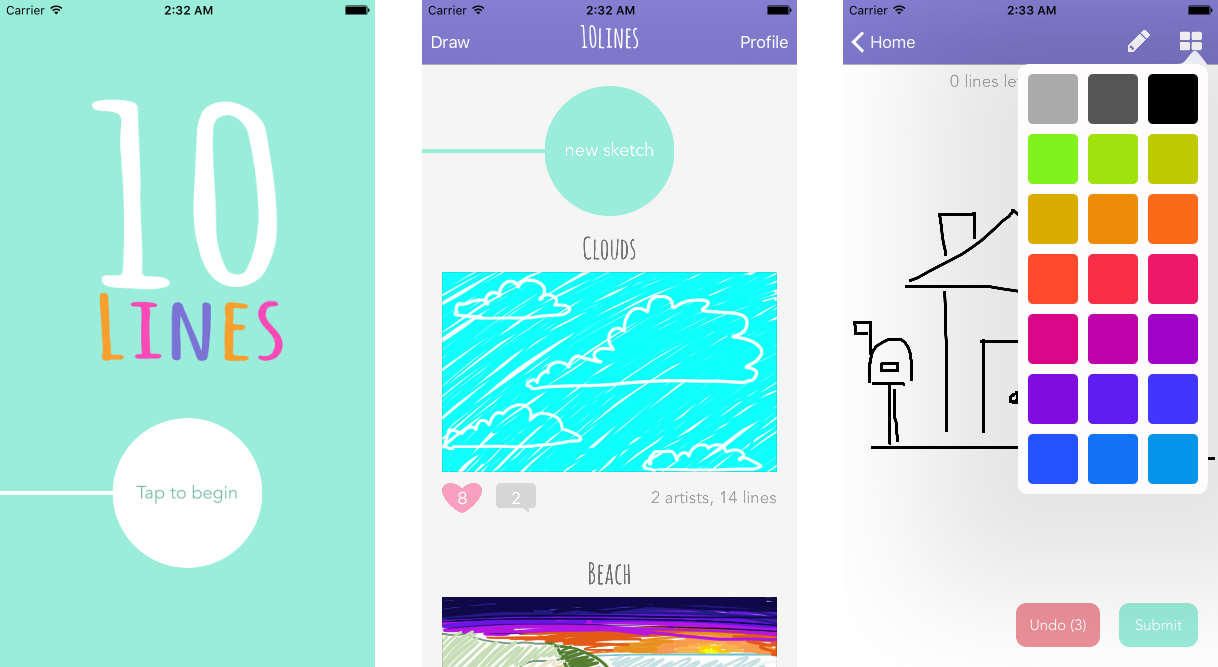 Carrier 2:32 AM
10
LINES
Tap to begin
Carrier 2:32 AM
Draw 10LINES Profile
new sketch
CLOUDS
8 2 2 artists, 14 lines
BEACH
Carrier 2:33 AM
Home
0 lines le
Undo (3) Submit